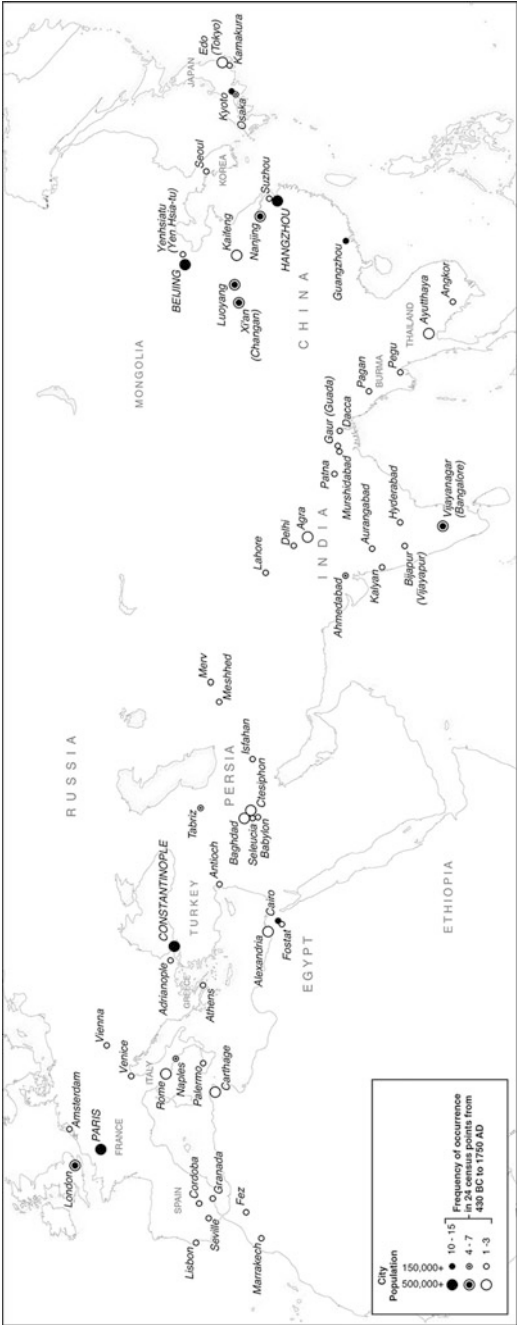 RUSSIA
MONGOLIA
JAPAN
KOREA
CHINA
THAILAND
BURMA
INDIA
PERSIA
TURKEY
GREECE
ITALY
FRANCE
SPAIN
EGYPT
ETHIOPIA
London
Amsterdam
PARIS
Vienna
Venice
Rome
Naples
Palermo
Carthage
Lisbon
Cordoba
Seville
Granada
Fez
Marrakech
CONSTANTINOPLE
Adrianople
Athens
Antioch
Alexandria
Cairo
Fostat
Tabriz
Baghdad
Seleucia
Babylon
Ctesiphon
Isfahan
Merv
Meshhed
Lahore
Delhi
Agra
Ahmedabad
Kalyan
Aurangabad
Bijapur
(Vijayapur)
Hyderabad
Vijayanagar
(Bangalore)
Patna
Gaur (Guada)
Murshidabad
Dacca
Pagan
Pegu
Ayutthaya
Angkor
Yenhsiatu
(Yen Hsia-tu)
BEIJING
Luoyang
Xi'an
(Changan)
Kaifeng
Nanjing
Suzhou
HANGZHOU
Guangzhou
Seoul
Edo
(Tokyo)
Kamakura
Kyoto
Osaka
City
Population
150,000+
500,000+
Frequency of occurrence
in 24 census points from
430 BC to 1750 AD
10 - 15
4 - 7
1 - 3